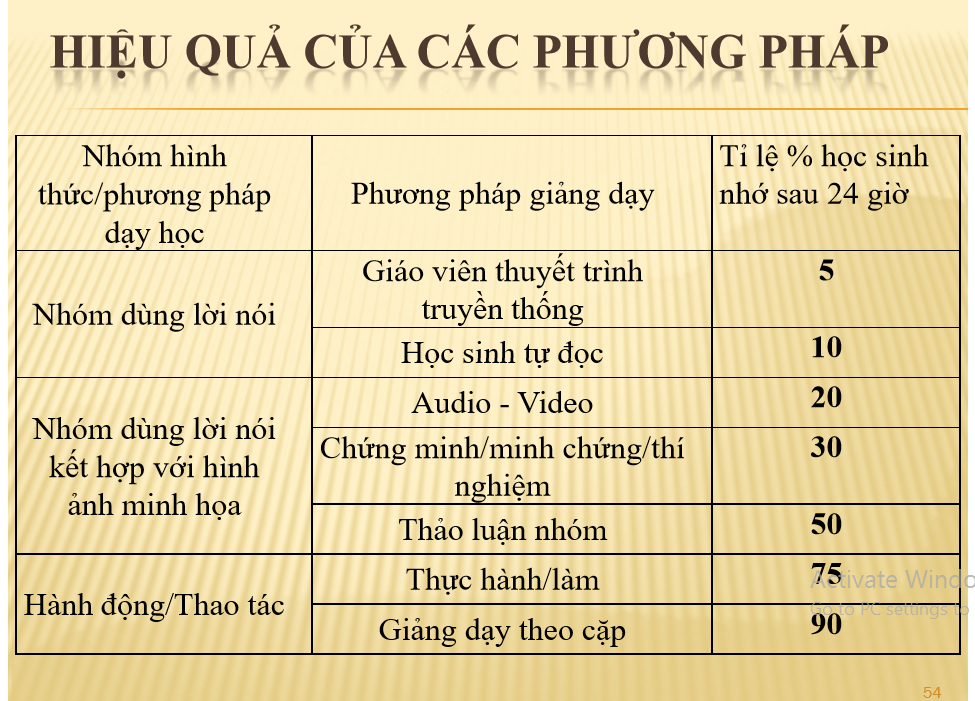 HIỆU QUẢ CỦA CÁC PHƯƠNG PHÁP
Nhóm hình
thức/phương pháp
dạy học
Phương pháp giảng dạy
Tỉ lệ % học sinh
nhớ sau 24 giờ
Nhóm dùng lời nói
Giáo viên thuyết trình
truyền thống
5
Học sinh tự đọc
10
Nhóm dùng lời nói
kết hợp với hình
ảnh minh họa
Audio - Video
20
Chứng minh/minh chứng/thí
nghiệm
30
Thảo luận nhóm
50
Hành động/Thao tác
Thực hành/làm
75
Giảng dạy theo cặp
90
Activate Windo
Go to PC settings to
54